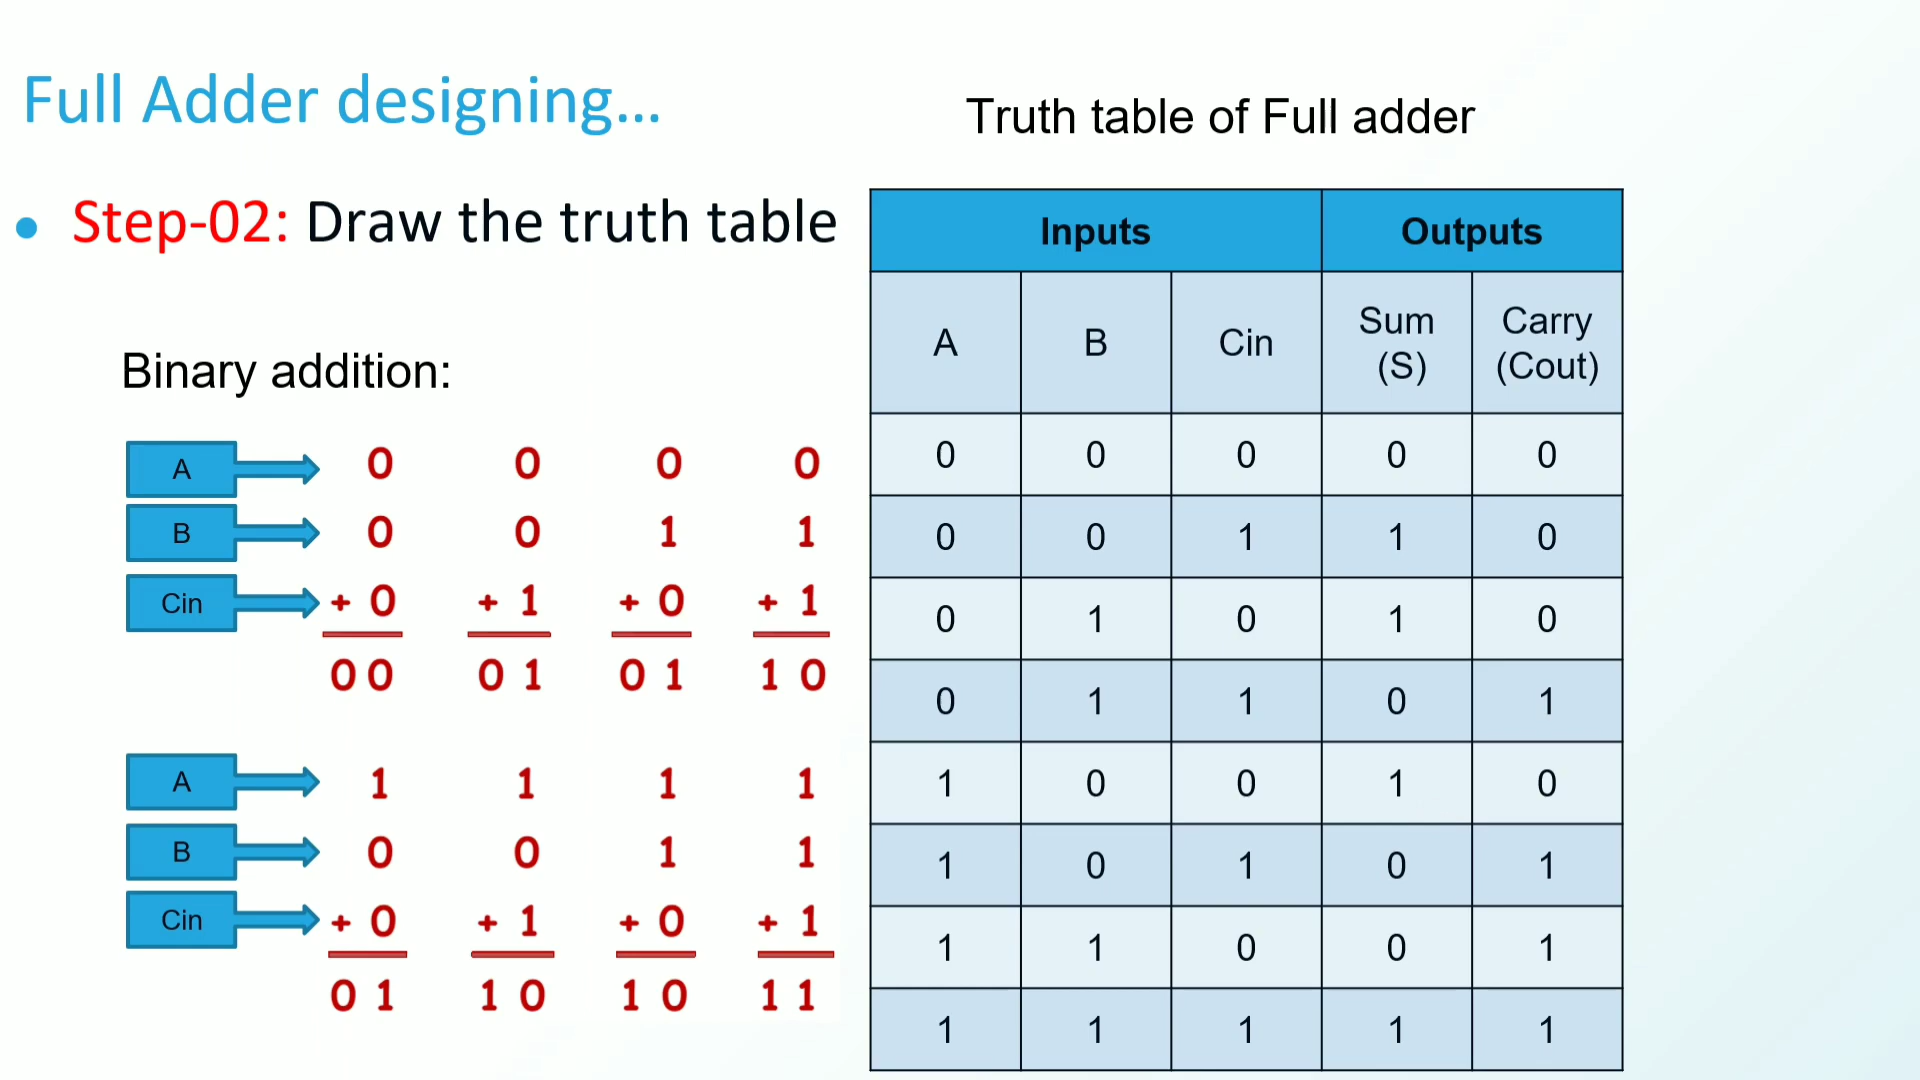 Full Adder designing...
• Step-02: Draw the truth table
Binary addition:
A 0 0 0 0
B 0 0 1 1
Cin + 0 + 1 + 0 + 1
0 0 0 1 0 1 1 0
A 1 1 1 1
B 0 0 1 1
Cin + 0 + 1 + 0 + 1
0 1 1 0 1 0 1 1
Truth table of Full adder
Inputs Outputs
A B Cin Sum (S) Carry (Cout)
0 0 0 0 0
0 0 1 1 0
0 1 0 1 0
0 1 1 0 1
1 0 0 1 0
1 0 1 0 1
1 1 0 0 1
1 1 1 1 1